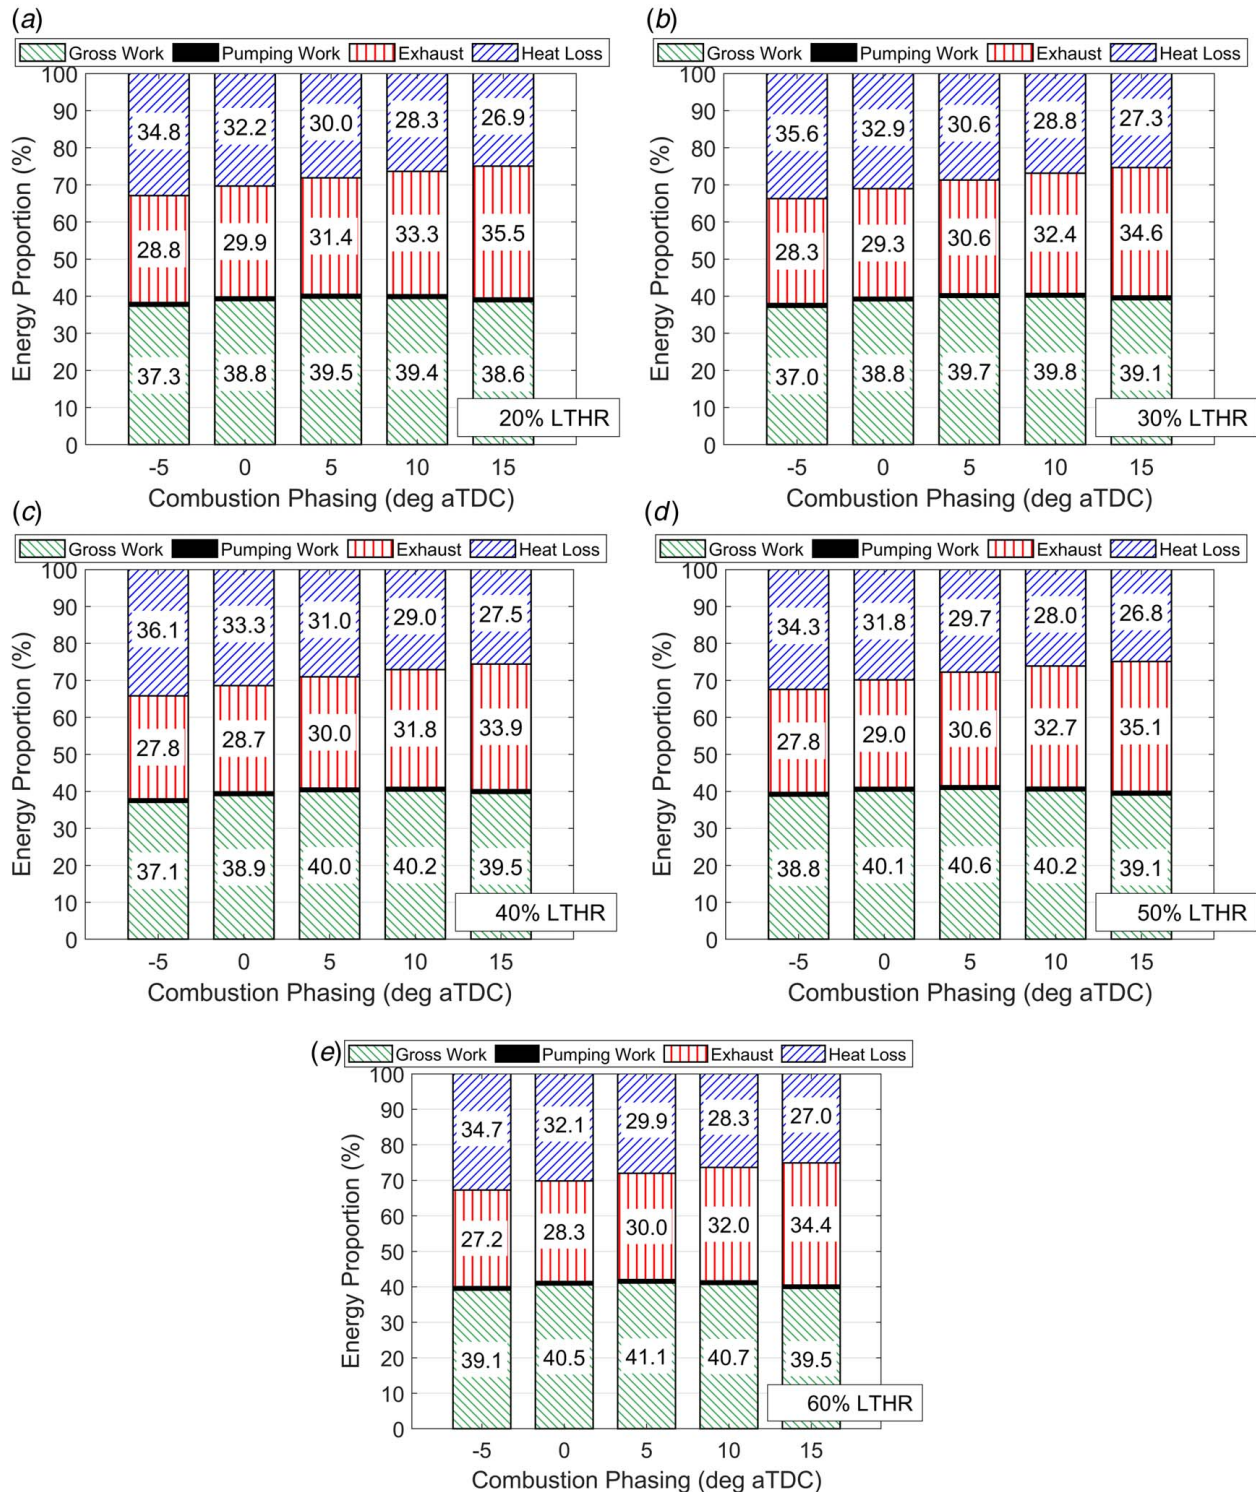 (a)
Gross Work Pumping Work Exhaust Heat Loss
100
90
80
70
60
50
40
30
20
10
0
Energy Proportion (%)
34.8 32.2 30.0 28.3 26.9
28.8 29.9 31.4 33.3 35.5
37.3 38.8 39.5 39.4 38.6
20% LTHR
-5 0 5 10 15
Combustion Phasing (deg aTDC)
(b)
Gross Work Pumping Work Exhaust Heat Loss
100
90
80
70
60
50
40
30
20
10
0
Energy Proportion (%)
35.6 32.9 30.6 28.8 27.3
28.3 29.3 30.6 32.4 34.6
37.0 38.8 39.7 39.8 39.1
30% LTHR
-5 0 5 10 15
Combustion Phasing (deg aTDC)
(c)
Gross Work Pumping Work Exhaust Heat Loss
100
90
80
70
60
50
40
30
20
10
0
Energy Proportion (%)
36.1 33.3 31.0 29.0 27.5
27.8 28.7 30.0 31.8 33.9
37.1 38.9 40.0 40.2 39.5
40% LTHR
-5 0 5 10 15
Combustion Phasing (deg aTDC)
(d)
Gross Work Pumping Work Exhaust Heat Loss
100
90
80
70
60
50
40
30
20
10
0
Energy Proportion (%)
34.3 31.8 29.7 28.0 26.8
27.8 29.0 30.6 32.7 35.1
38.8 40.1 40.6 40.2 39.1
50% LTHR
-5 0 5 10 15
Combustion Phasing (deg aTDC)
(e)
Gross Work Pumping Work Exhaust Heat Loss
100
90
80
70
60
50
40
30
20
10
0
Energy Proportion (%)
34.7 32.1 29.9 28.3 27.0
27.2 28.3 30.0 32.0 34.4
39.1 40.5 41.1 40.7 39.5
60% LTHR
-5 0 5 10 15
Combustion Phasing (deg aTDC)